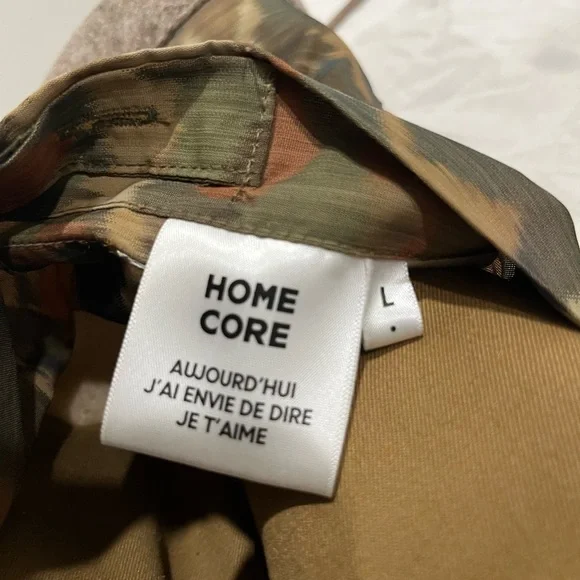 HOME
CORE
AUJOURD'HUI
J'AI ENVIE DE DIRE
JE T'AIME
L